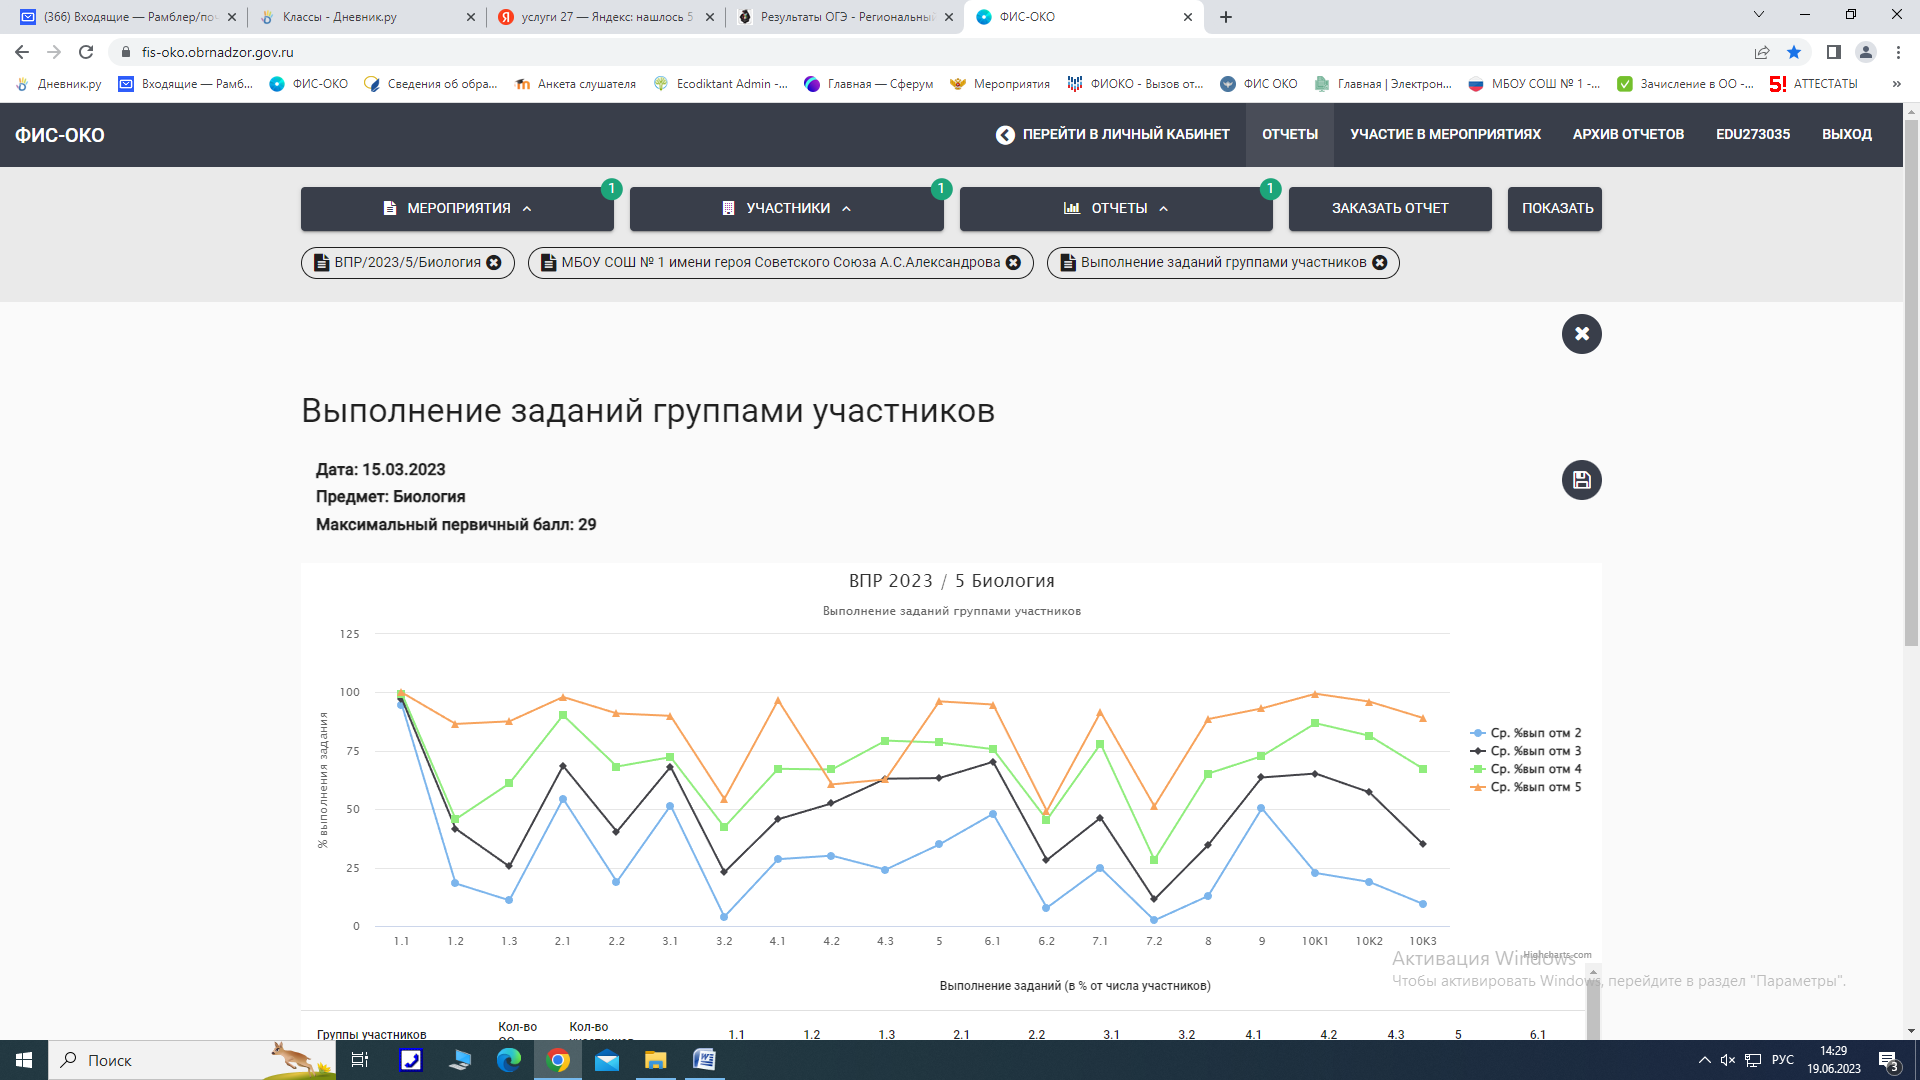 (366) Входящие — Рамблер/поч
Классы - Дневник.ру
услуги 27 — Яндекс: нашлось 5
Результаты ОГЭ - Региональный
ФИС-ОКО
fis-oko.obrnadzor.gov.ru
Дневник.ру
Входящие — Рамб...
ФИС-ОКО
Сведения об обра...
Анкета слушателя
Ecodiktant Admin -...
Главная — Сферум
Мероприятия
ФИОКО - Вызов от...
ФИС ОКО
Главная | Электрон...
МБОУ СОШ № 1 -...
Зачисление в ОО -...
5! АТТЕСТАТЫ
»
ФИС-ОКО
ПЕРЕЙТИ В ЛИЧНЫЙ КАБИНЕТ
ОТЧЕТЫ
УЧАСТИЕ В МЕРОПРИЯТИЯХ
АРХИВ ОТЧЕТОВ
EDU273035
ВЫХОД
МЕРОПРИЯТИЯ 1
УЧАСТНИКИ 1
ОТЧЕТЫ 1
ЗАКАЗАТЬ ОТЧЕТ
ПОКАЗАТЬ
ВПР/2023/5/Биология
МБОУ СОШ № 1 имени героя Советского Союза А.С.Александрова
Выполнение заданий группами участников
Выполнение заданий группами участников
Дата: 15.03.2023
Предмет: Биология
Максимальный первичный балл: 29
ВПР 2023 / 5 Биология
Выполнение заданий группами участников
% выполнения задания
125
100
75
50
25
0
1.1 1.2 1.3 2.1 2.2 3.1 3.2 4.1 4.2 4.3 5 6.1 6.2 7.1 7.2 8 9 10К1 10К2 10К3
Ср. %вып отм 2
Ср. %вып отм 3
Ср. %вып отм 4
Ср. %вып отм 5
Highcharts.com
Активация Windows
Чтобы активировать Windows, перейдите в раздел "Параметры".
Выполнение заданий (в % от числа участников)
Группы участников
Кол-во
Кол-во
1.1 1.2 1.3 2.1 2.2 3.1 3.2 4.1 4.2 4.3 5 6.1
Поиск
РУС
14:29
19.06.2023
3